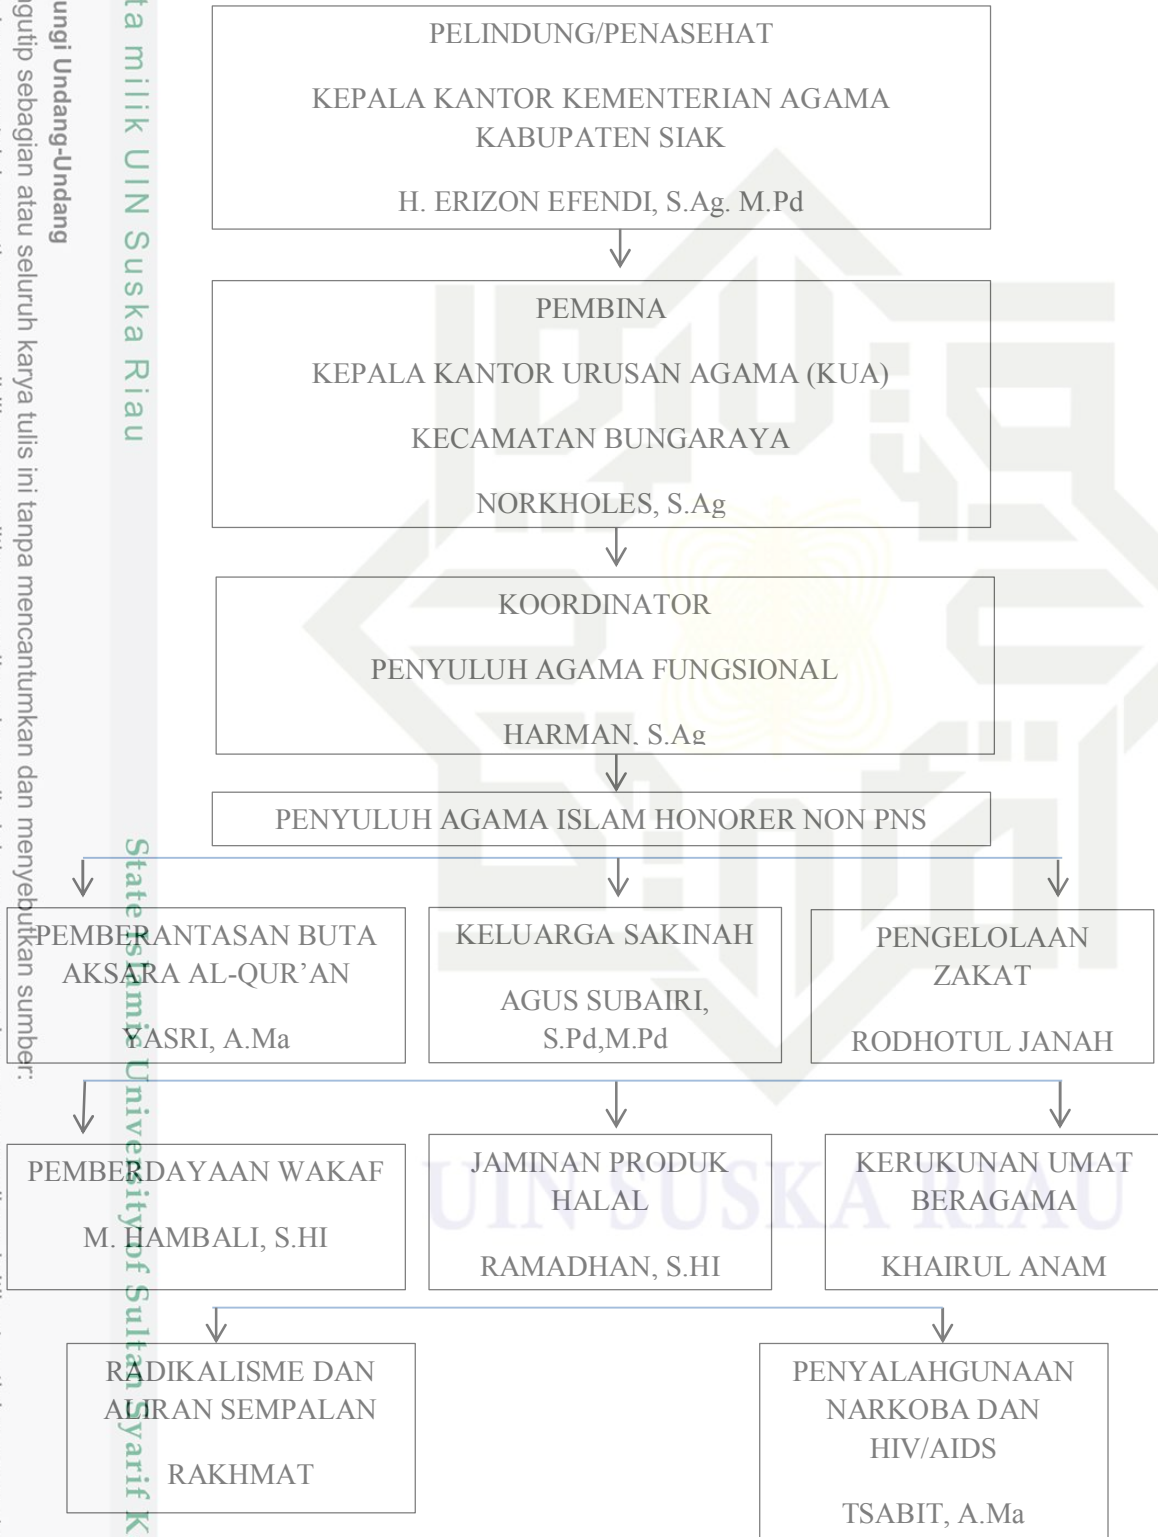 PELINDUNG/PENASEHAT
KEPALA KANTOR KEMENTERIAN AGAMA
KABUPATEN SIAK
H. ERIZON EFENDI, S.Ag. M.Pd
PEMBINA
KEPALA KANTOR URUSAN AGAMA (KUA)
KECAMATAN BUNGARAYA
NORKHOLES, S.Ag
KOORDINATOR
PENYULUH AGAMA FUNGSIONAL
HARMAN, S.Ag
PENYULUH AGAMA ISLAM HONORER NON PNS
PEMBERANTASAN BUTA
AKSARA AL-QUR’AN
YASRI, A.Ma
KELUARGA SAKINAH
AGUS SUBAIRI,
S.Pd,M.Pd
PENGELOLAAN
ZAKAT
RODHOTUL JANAH
PEMBERDAYAAN WAKAF
M. HAMBALI, S.HI
JAMINAN PRODUK
HALAL
RAMADHAN, S.HI
KERUKUNAN UMAT
BERAGAMA
KHAIRUL ANAM
RADIKALISME DAN
ALIRAN SEMPALAN
RAKHMAT
PENYALAHGUNAAN
NARKOBA DAN
HIV/AIDS
TSABIT, A.Ma
UIN SUSKA RIAU
milik UIN Suska Riau
State Islamic University of Sultan Syarif
Undang-Undang
sebagian atau seluruh karya tulis ini tanpa mencantumkan dan menyebutkan sumber: